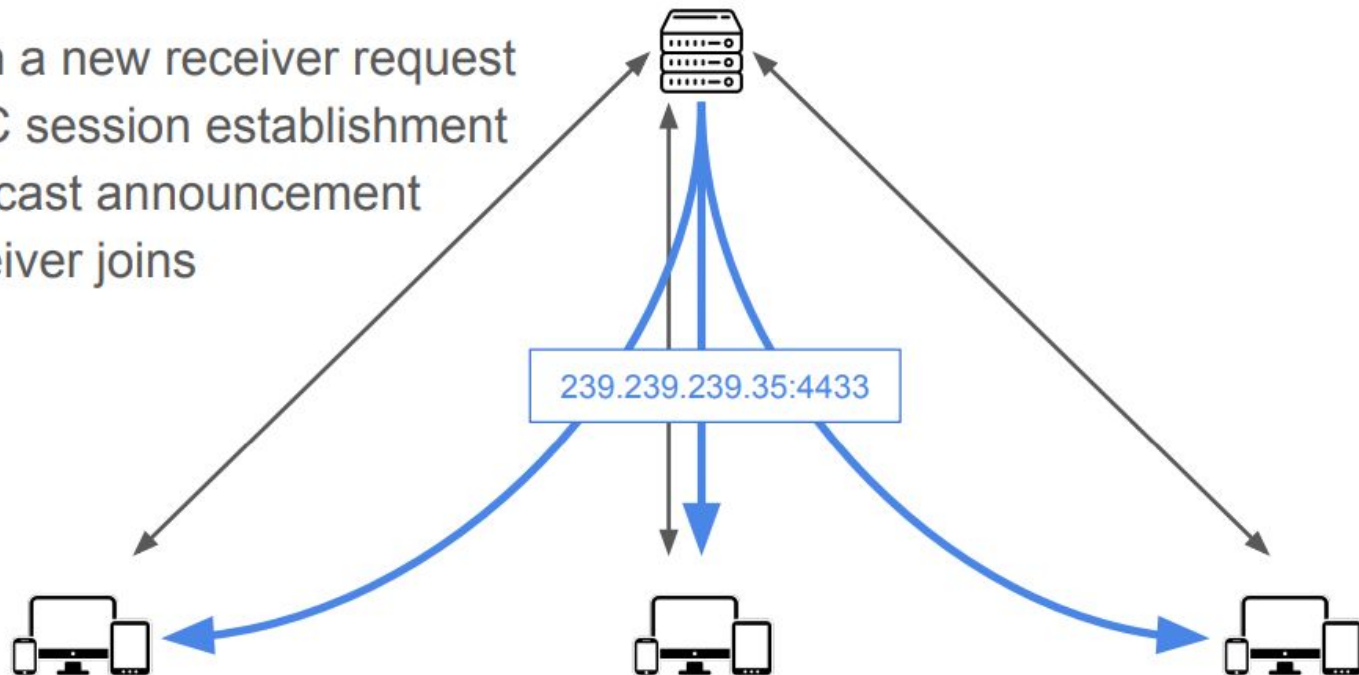 a new receiver request
C session establishment
cast announcement
eiver joins
239.239.239.35:4433